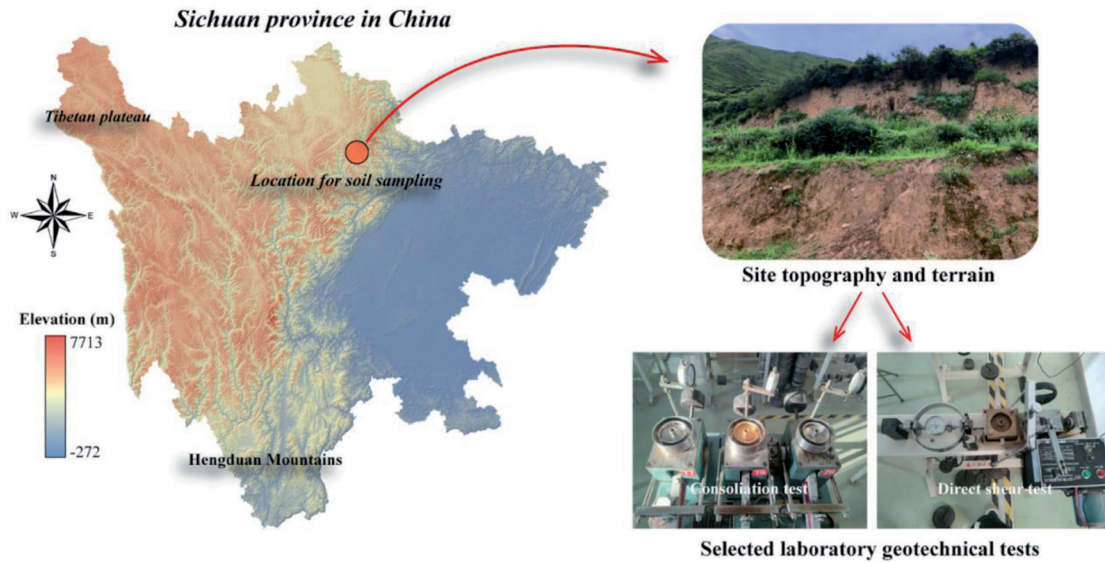 Sichuan province in China
Tibetan plateau
Location for soil sampling
N
W
E
S
Elevation (m)
7713
-272
Hengduan Mountains
Site topography and terrain
Consoliation test
Direct shear test
Selected laboratory geotechnical tests